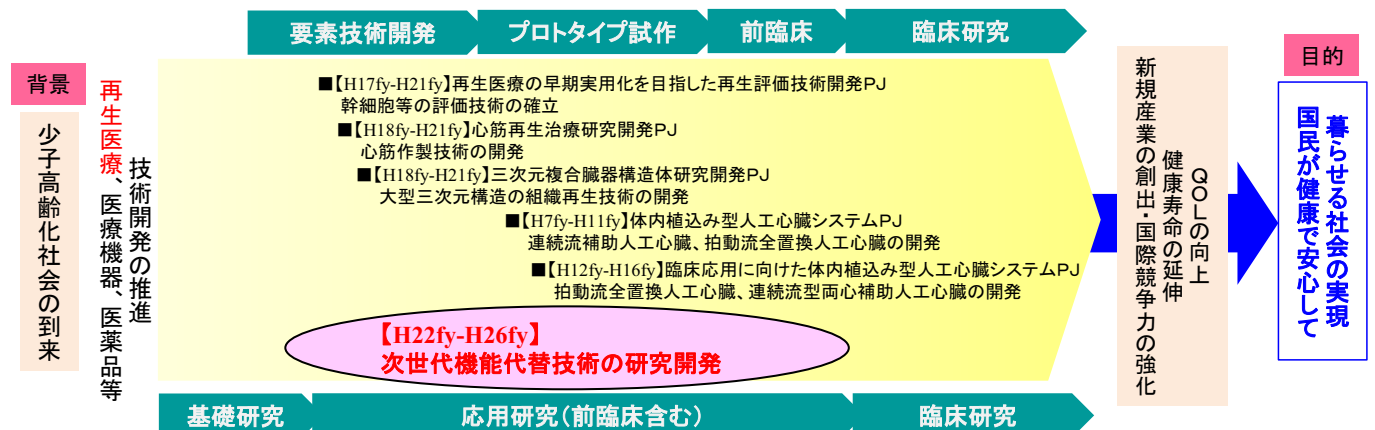 要素技術開発
プロトタイプ試作
前臨床
臨床研究
背景
少子高齢化社会の到来
再生医療、医療機器、医薬品等
技術開発の推進
■【H17fy-H21fy】再生医療の早期実用化を目指した再生評価技術開発PJ
幹細胞等の評価技術の確立
■【H18fy-H21fy】心筋再生治療研究開発PJ
心筋作製技術の開発
■【H18fy-H21fy】三次元複合臓器構造体研究開発PJ
大型三次元構造の組織再生技術の開発
■【H7fy-H11fy】体内植込み型人工心臓システムPJ
連続流補助人工心臓、拍動流全置換人工心臓の開発
■【H12fy-H16fy】臨床応用に向けた体内植込み型人工心臓システムPJ
拍動流全置換人工心臓、連続流型両心補助人工心臓の開発
【H22fy-H26fy】
次世代機能代替技術の研究開発
基礎研究
応用研究（前臨床含む）
臨床研究
QOLの向上
健康寿命の延伸
新規産業の創出・国際競争力の強化
目的
国民が健康で安心して
暮らせる社会の実現